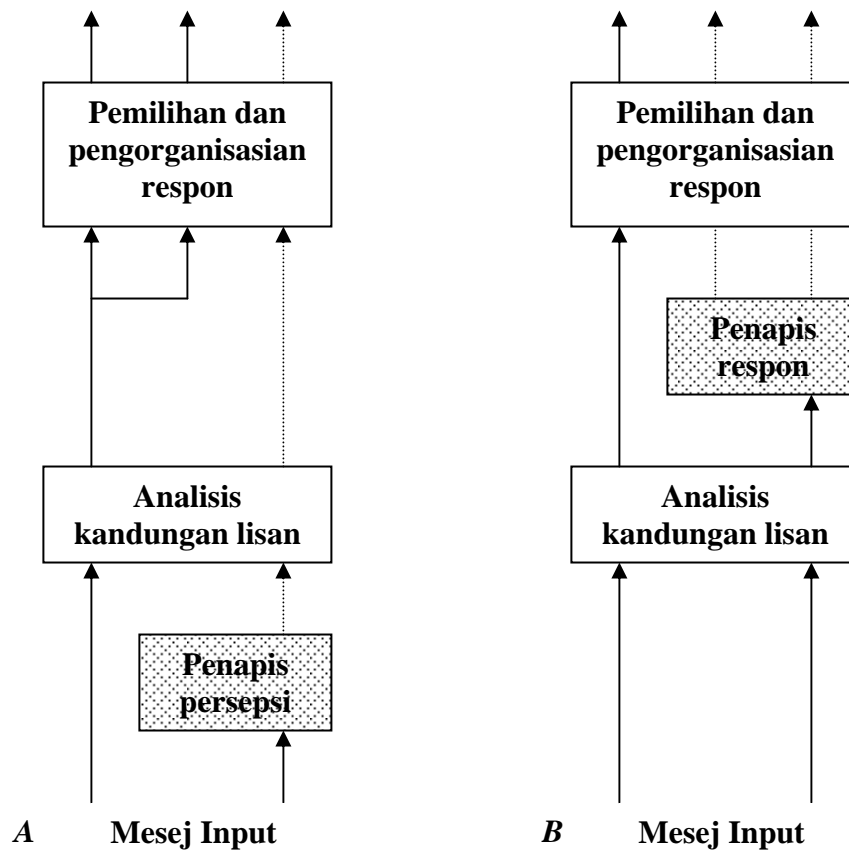 Pemilihan dan
pengorganisasian
respon
Analisis
kandungan lisan
Penapis
persepsi
A Mesej Input
Pemilihan dan
pengorganisasian
respon
Penapis
respon
Analisis
kandungan lisan
B Mesej Input